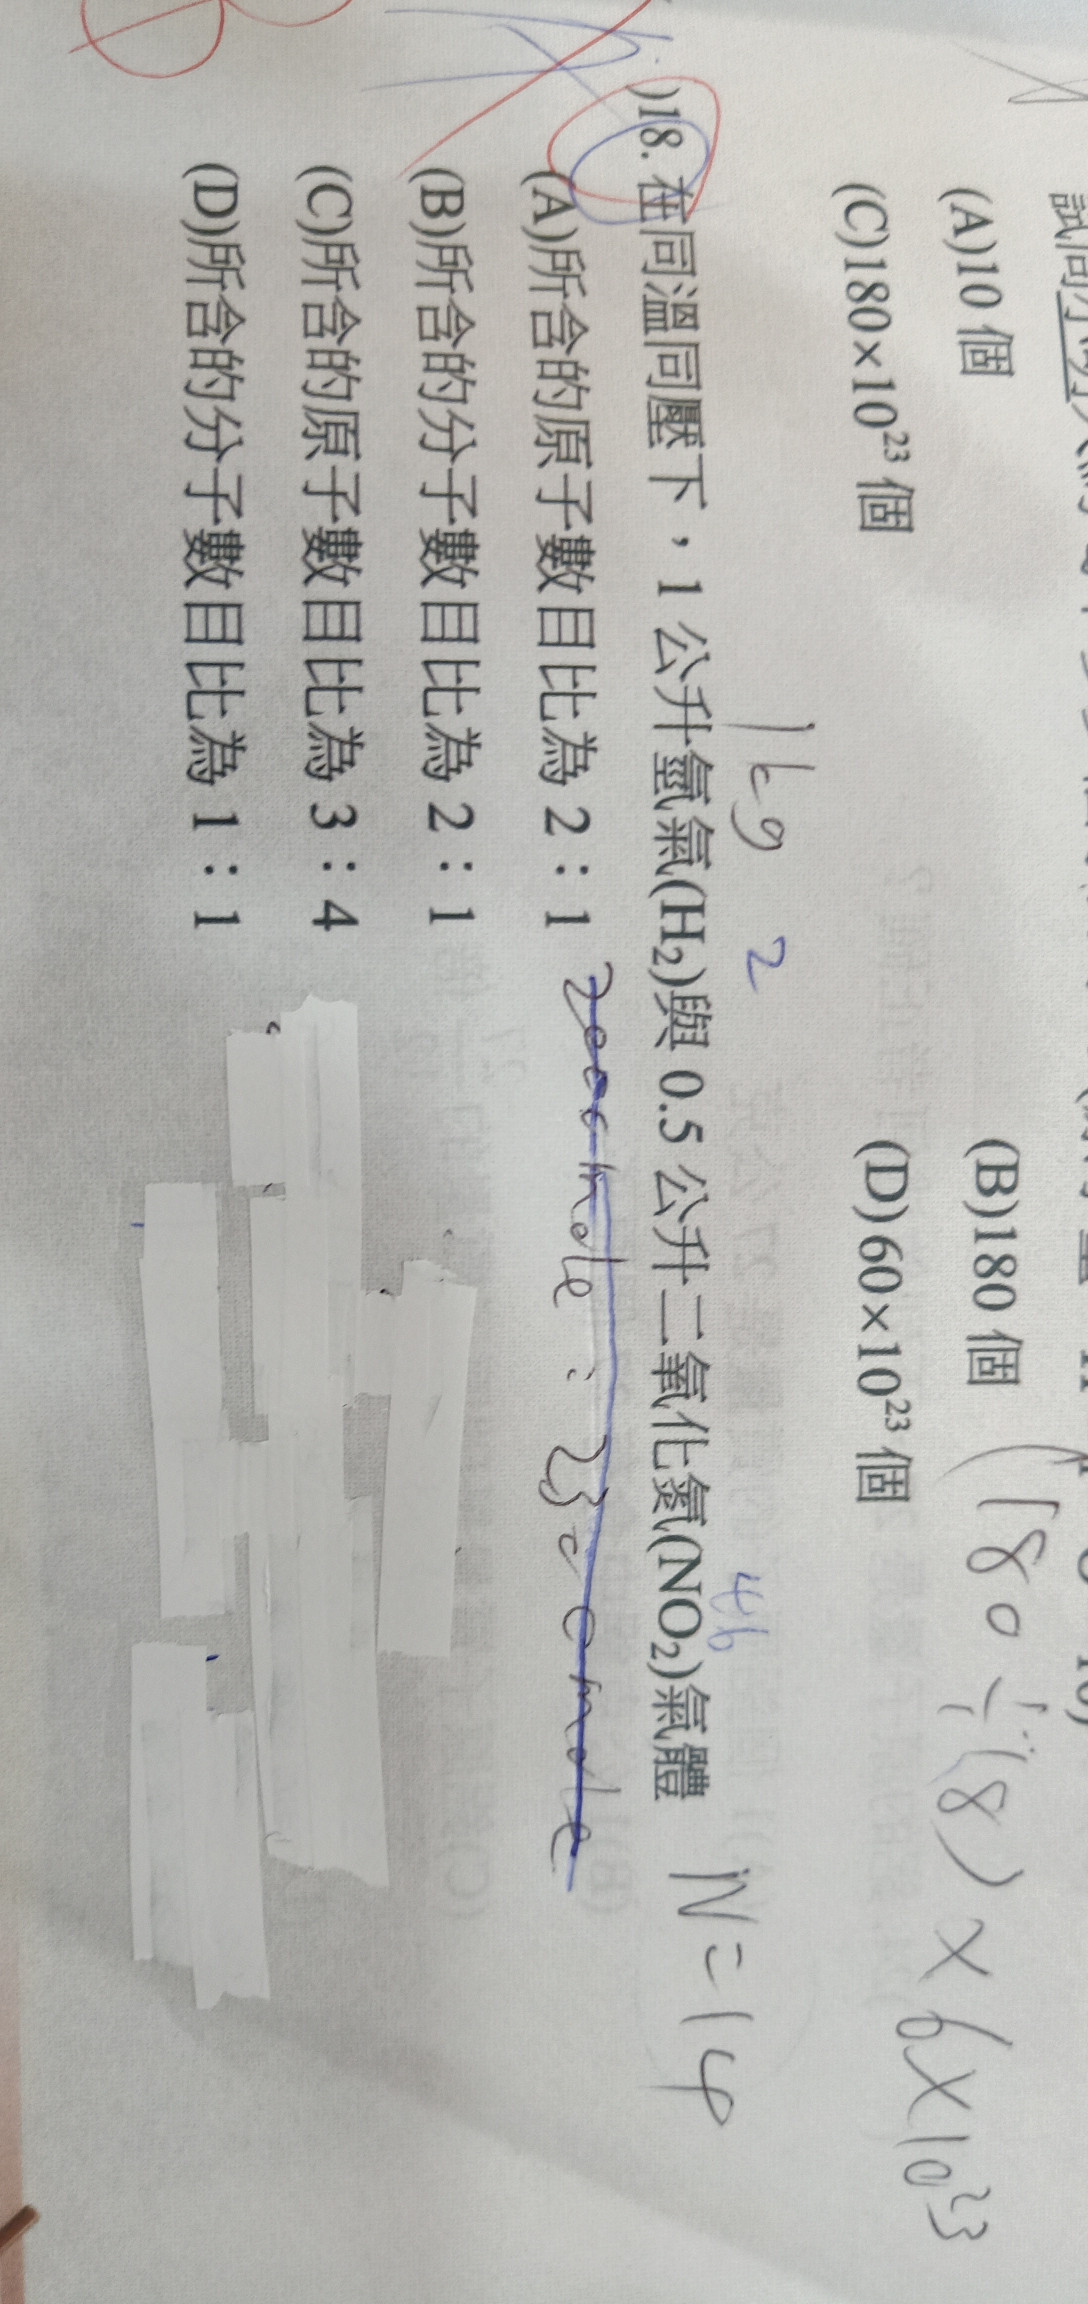 (A)10 個
(B)180 個 (180÷18)×6×10²³
(C)180×10²³ 個
(D)60×10²³ 個
1kg 2 46
)18. 在同溫同壓下，1 公升氫氣(H₂)與 0.5 公升二氧化氮(NO₂)氣體 N=14
(A)所含的原子數目比為 2：1
(B)所含的分子數目比為 2：1
(C)所含的原子數目比為 3：4
(D)所含的分子數目比為 1：1